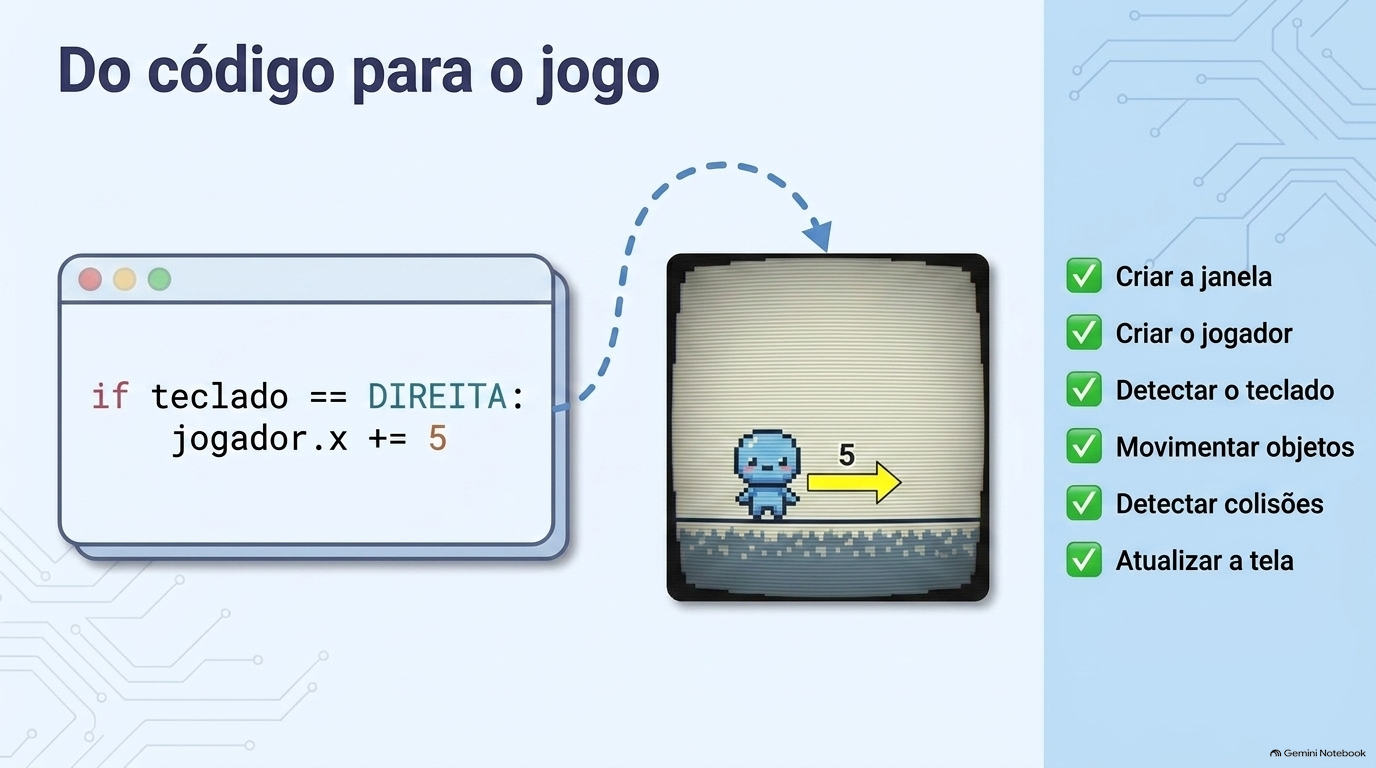 Do código para o jogo
if teclado == DIREITA:
    jogador.x += 5
5
Criar a janela
Criar o jogador
Detectar o teclado
Movimentar objetos
Detectar colisões
Atualizar a tela
Gemini Notebook